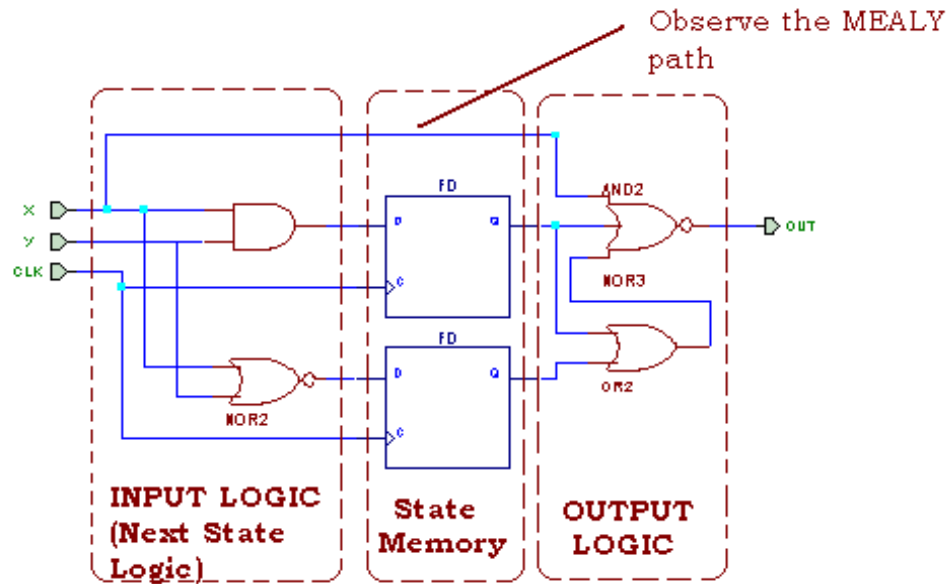 Observe the MEALY
path
FD
AND2
X
D
Q
Y
OUT
CLK
C
NOR3
FD
D
Q
OR2
NOR2
C
INPUT LOGIC
(Next State
Logic)
State
Memory
OUTPUT
LOGIC